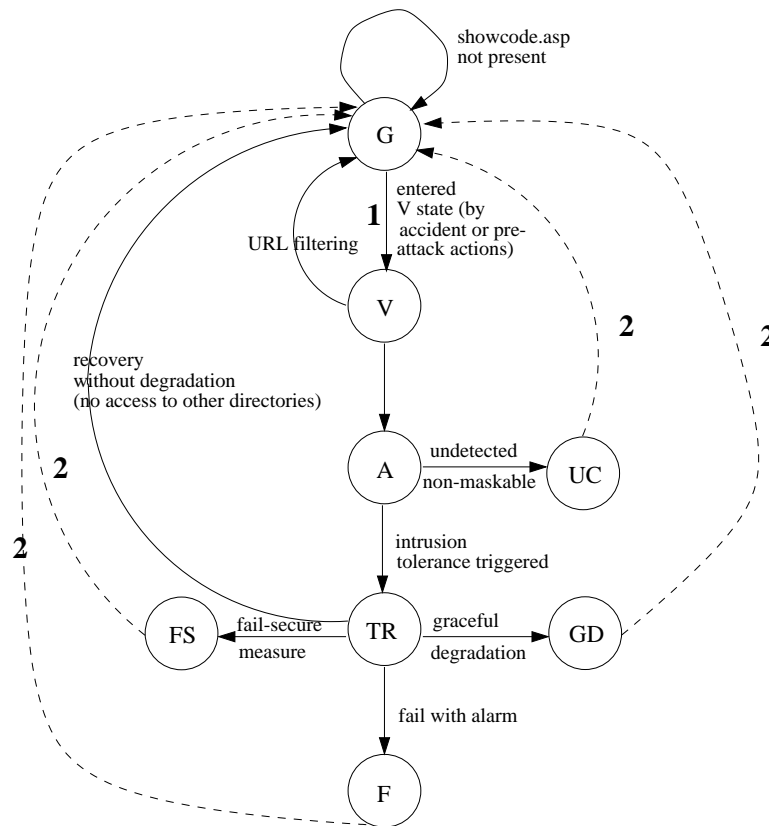 showcode.asp
not present
G
entered
V state (by
accident or pre-
attack actions)
1
URL filtering
V
2
2
recovery
without degradation
(no access to other directories)
A
undetected
non-maskable
UC
2
2
intrusion
tolerance triggered
FS
fail-secure
measure
TR
graceful
degradation
GD
fail with alarm
F